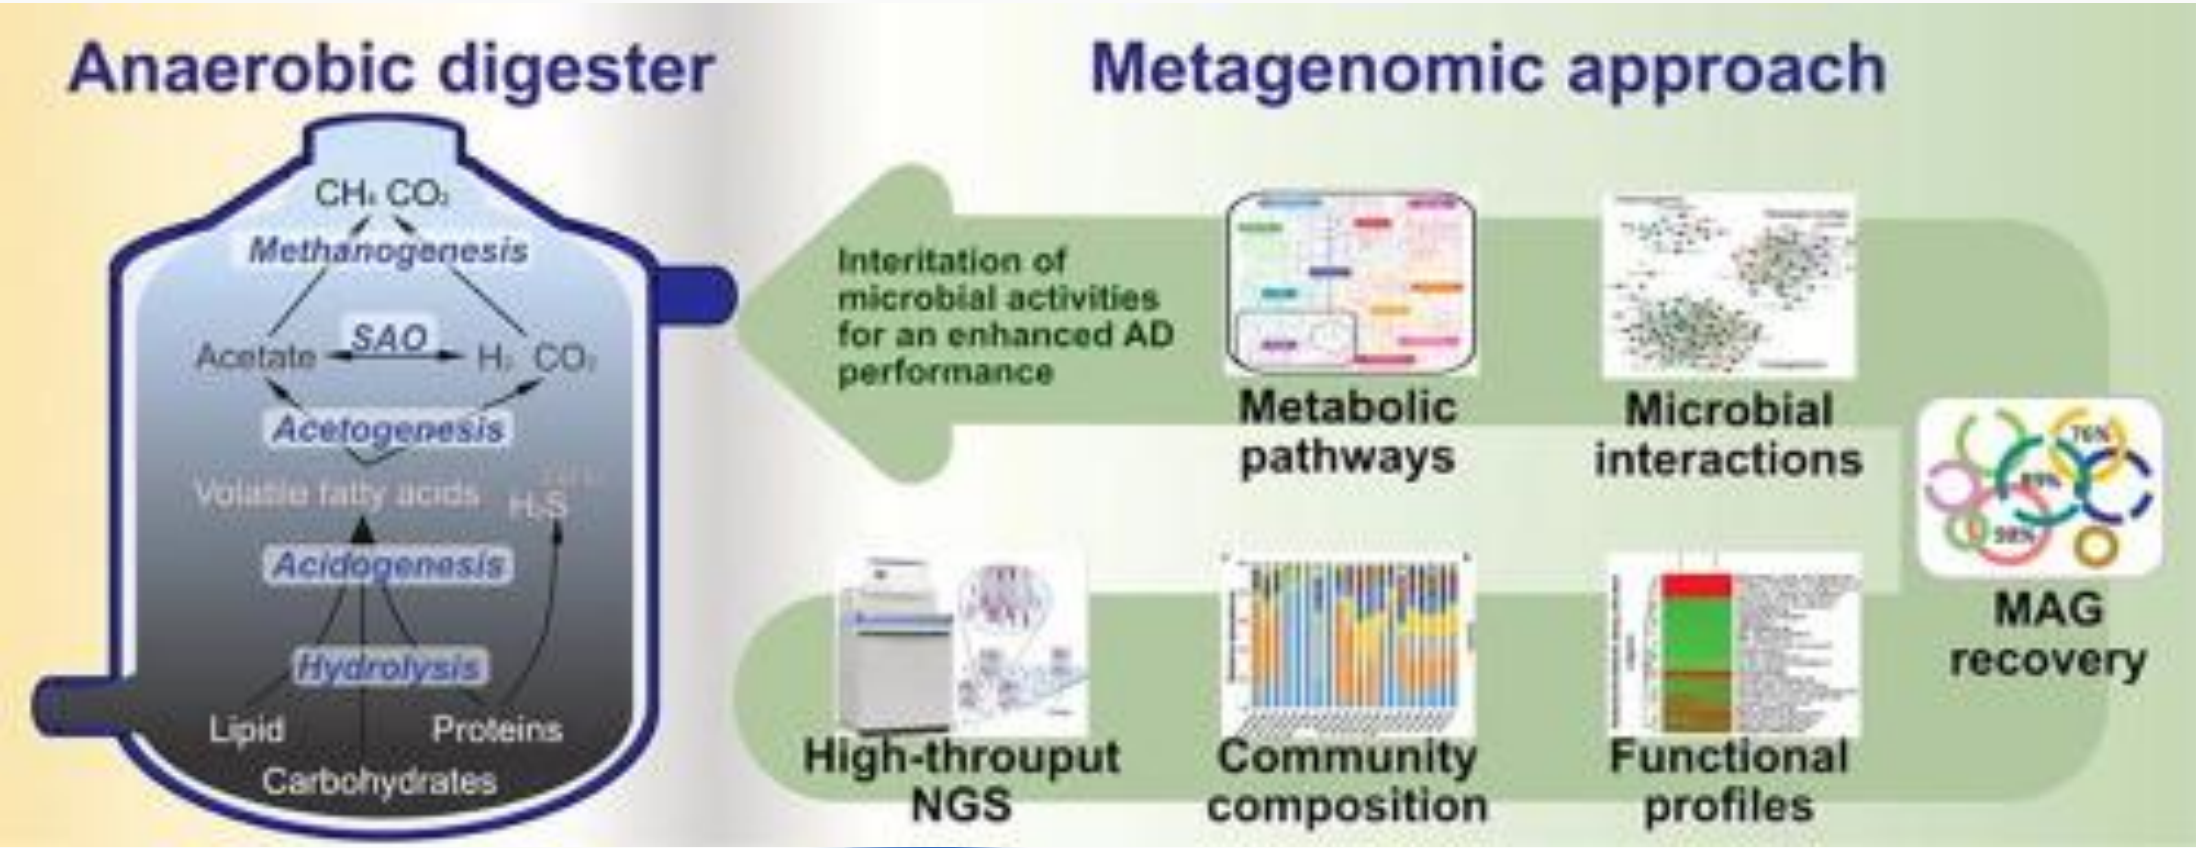 Anaerobic digester
CH₄ CO₂
Methanogenesis
SAO
Acetate H₂ CO₂
Acetogenesis
Volatile fatty acids H₂S
Acidogenesis
Hydrolysis
Lipid Proteins
Carbohydrates
Metagenomic approach
Interitation of
microbial activities
for an enhanced AD
performance
Metabolic
pathways
Microbial
interactions
76%
98%
MAG
recovery
High-throuput
NGS
Community
composition
Functional
profiles